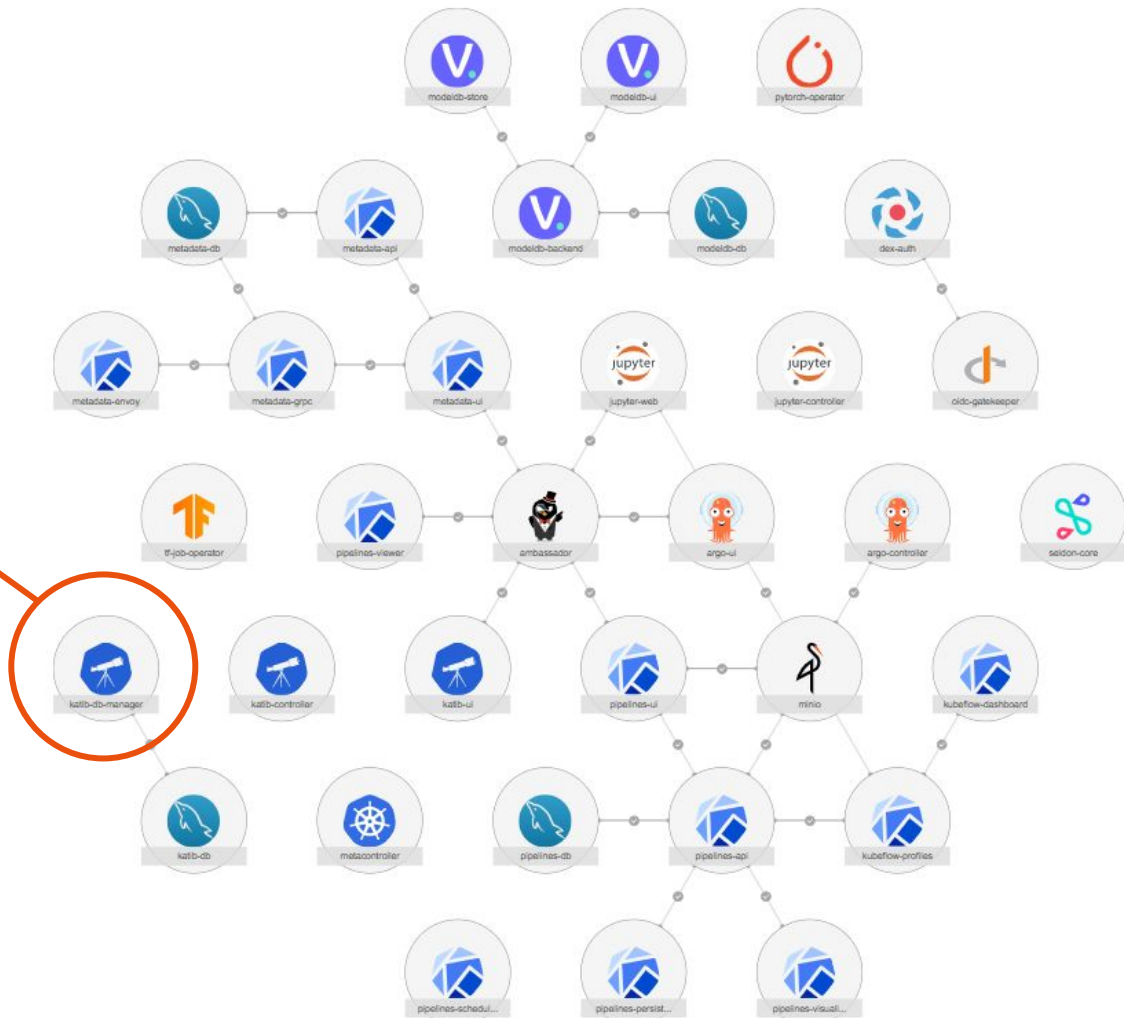 V.
V.
modeldb-store
modeldb-ui
pytorch-operator
V.
metadata-db
metadata-api
modeldb-backend
modeldb-db
dex-auth
jupyter
jupyter
metadata-envoy
metadata-grpc
metadata-ui
jupyter-web
jupyter-controller
oidc-gatekeeper
tf-job-operator
pipelines-viewer
ambassador
argo-ui
argo-controller
seldon-core
katib-db-manager
katib-controller
katib-ui
pipelines-ui
minio
kubeflow-dashboard
katib-db
metacontroller
pipelines-db
pipelines-api
kubeflow-profiles
pipelines-schedul...
pipelines-persist...
pipelines-visuali...